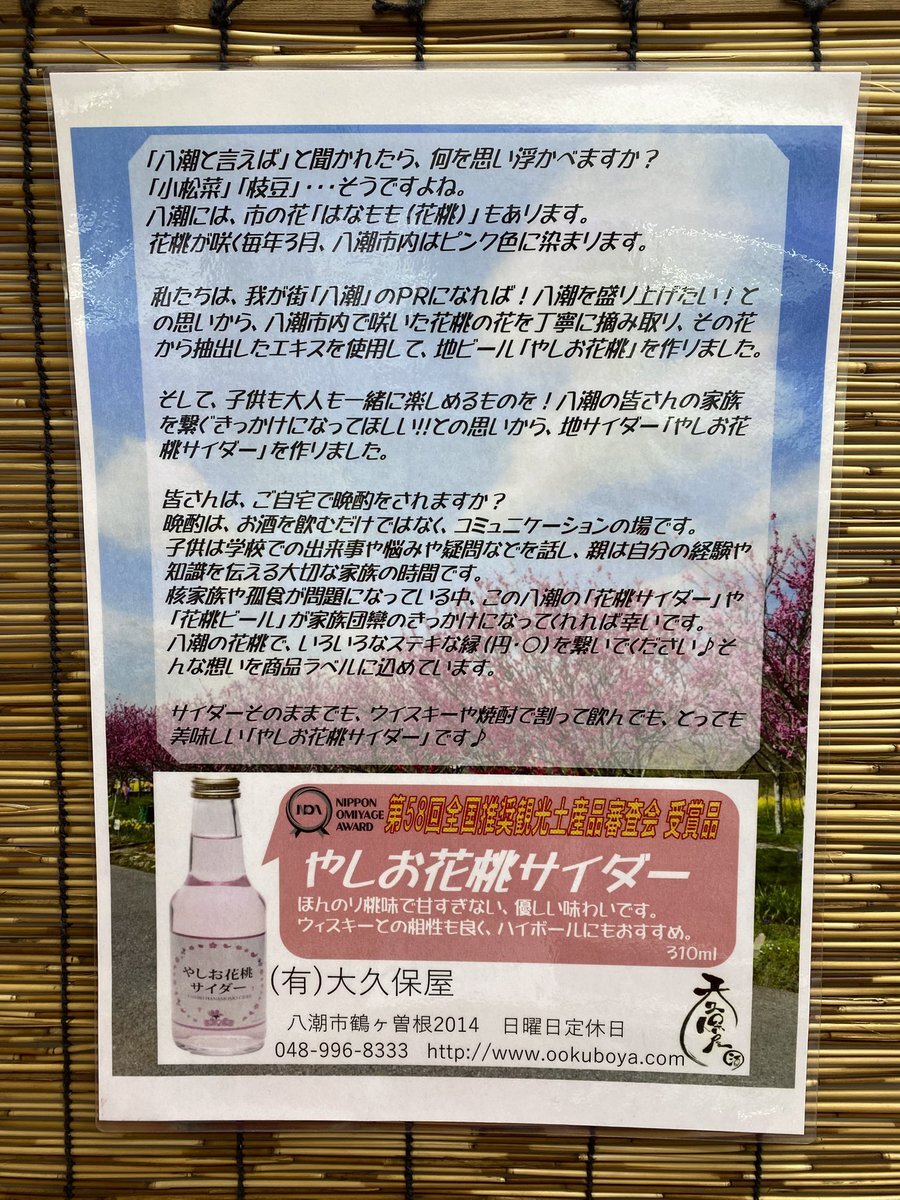 「八潮と言えば」と聞かれたら、何を思い浮かべますか？
「小松菜」「枝豆」・・・そうですよね。
八潮には、市の花「はなもも(花桃)」もあります。
花桃が咲く毎年3月、八潮市内はピンク色に染まります。
私たちは、我が街「八潮」のPRになれば！八潮を盛り上げたい！と
の思いから、八潮市内で咲いた花桃の花を丁寧に摘み取り、その花
から抽出したエキスを使用して、地ビール「やしお花桃」を作りました。
そして、子供も大人も一緒に楽しめるものを！八潮の皆さんの家族
を繋ぐきっかけになってほしい!!との思いから、地サイダー「やしお花
桃サイダー」を作りました。
皆さんは、ご自宅で晩酌をされますか？
晩酌は、お酒を飲むだけではなく、コミュニケーションの場です。
子供は学校での出来事や悩みや疑問などを話し、親は自分の経験や
知識を伝える大切な家族の時間です。
核家族や孤食が問題になっている中、この八潮の「花桃サイダー」や
「花桃ビール」が家族団欒のきっかけになってくれれば幸いです。
八潮の花桃で、いろいろなステキな縁(円・〇)を繋いでください♪そ
んな想いを商品ラベルに込めています。
サイダーそのままでも、ウイスキーや焼酎で割って飲んでも、とっても
美味しい「やしお花桃サイダー」です♪
NIPPON
OMIYAGE
AWARD
第58回全国推奨観光土産品審査会 受賞品
やしお花桃サイダー
ほんのり桃味で甘すぎない、優しい味わいです。
ウィスキーとの相性も良く、ハイボールにもおすすめ。
310ml
やしお花桃
サイダー
YASHIO HANAMOMO CIDER
(有)大久保屋
八潮市鶴ヶ曽根2014 日曜日定休日
048-996-8333 http://www.ookuboya.com